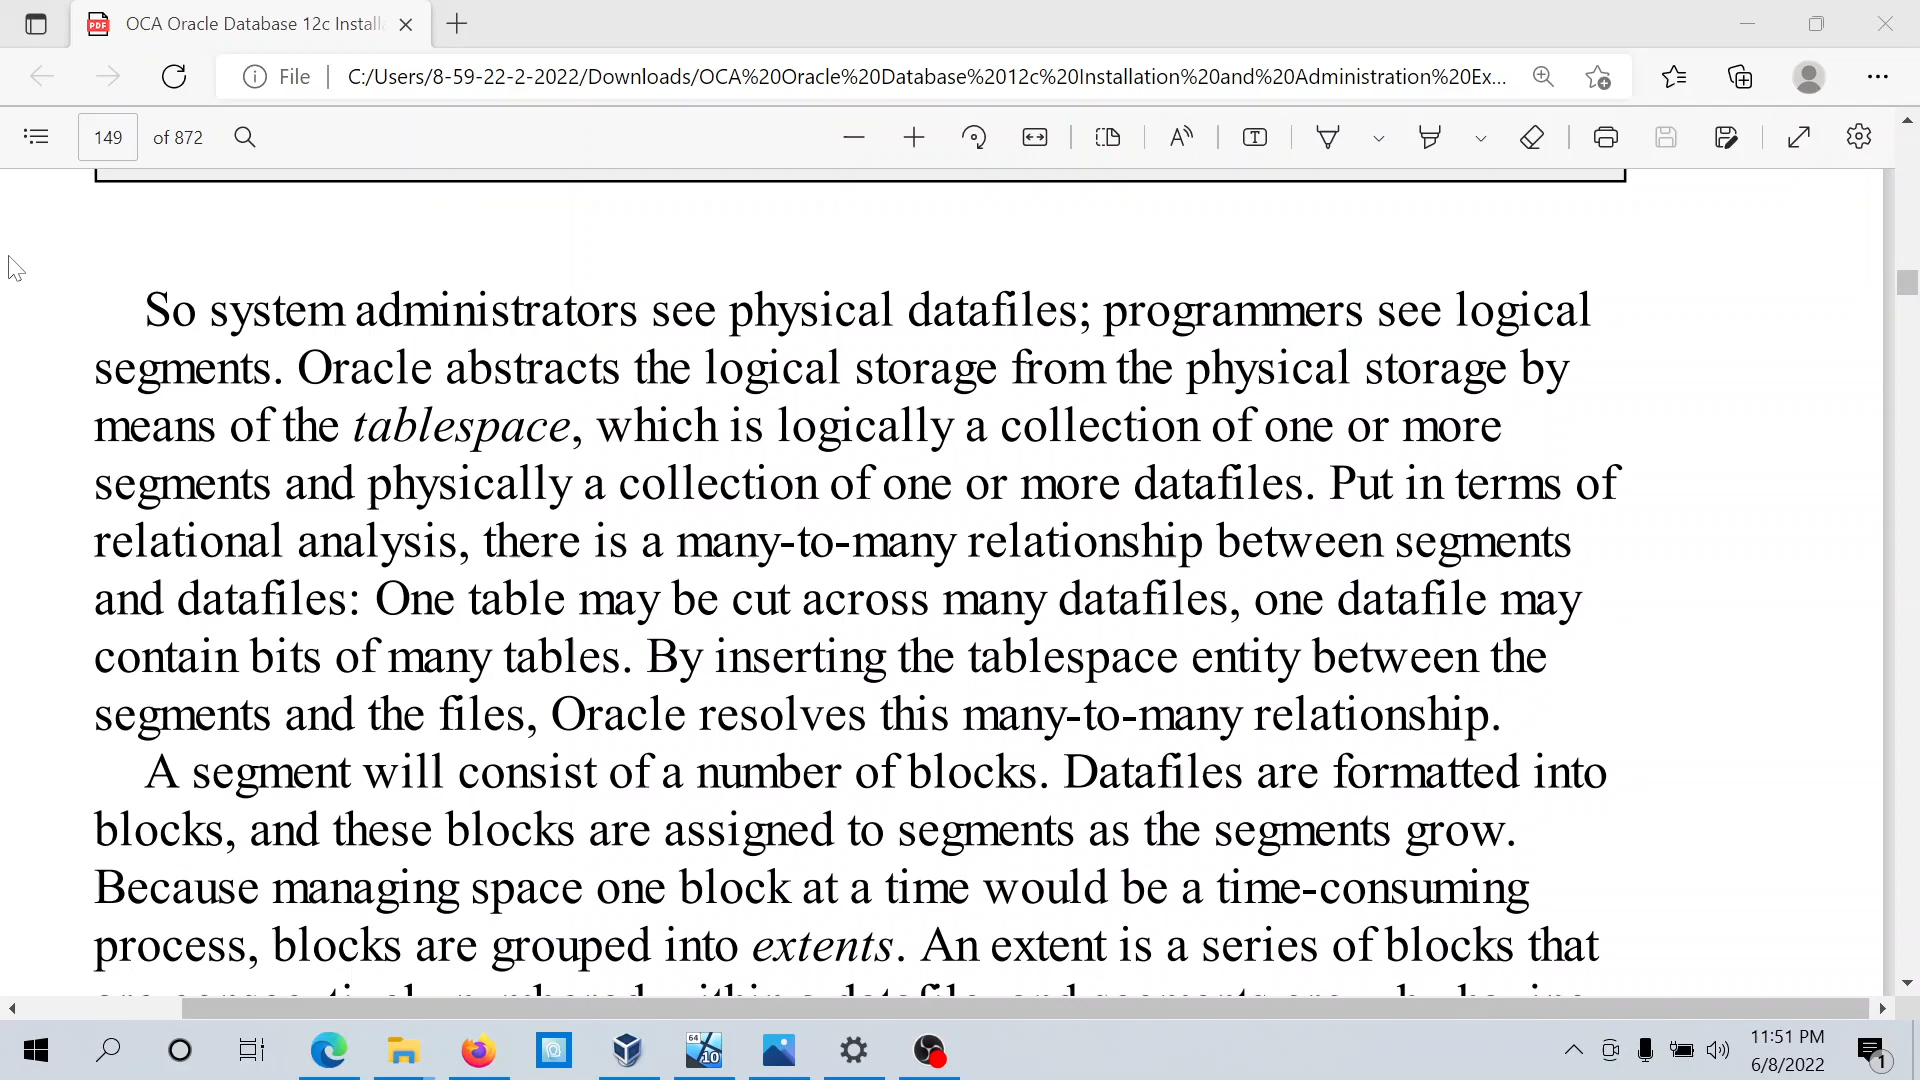 OCA Oracle Database 12c Install
File
C:/Users/8-59-22-2-2022/Downloads/OCA%20Oracle%20Database%2012c%20Installation%20and%20Administration%20Ex...
149 of 872
So system administrators see physical datafiles; programmers see logical
segments. Oracle abstracts the logical storage from the physical storage by
means of the tablespace, which is logically a collection of one or more
segments and physically a collection of one or more datafiles. Put in terms of
relational analysis, there is a many-to-many relationship between segments
and datafiles: One table may be cut across many datafiles, one datafile may
contain bits of many tables. By inserting the tablespace entity between the
segments and the files, Oracle resolves this many-to-many relationship.
A segment will consist of a number of blocks. Datafiles are formatted into
blocks, and these blocks are assigned to segments as the segments grow.
Because managing space one block at a time would be a time-consuming
process, blocks are grouped into extents. An extent is a series of blocks that
64
10
11:51 PM
6/8/2022
1